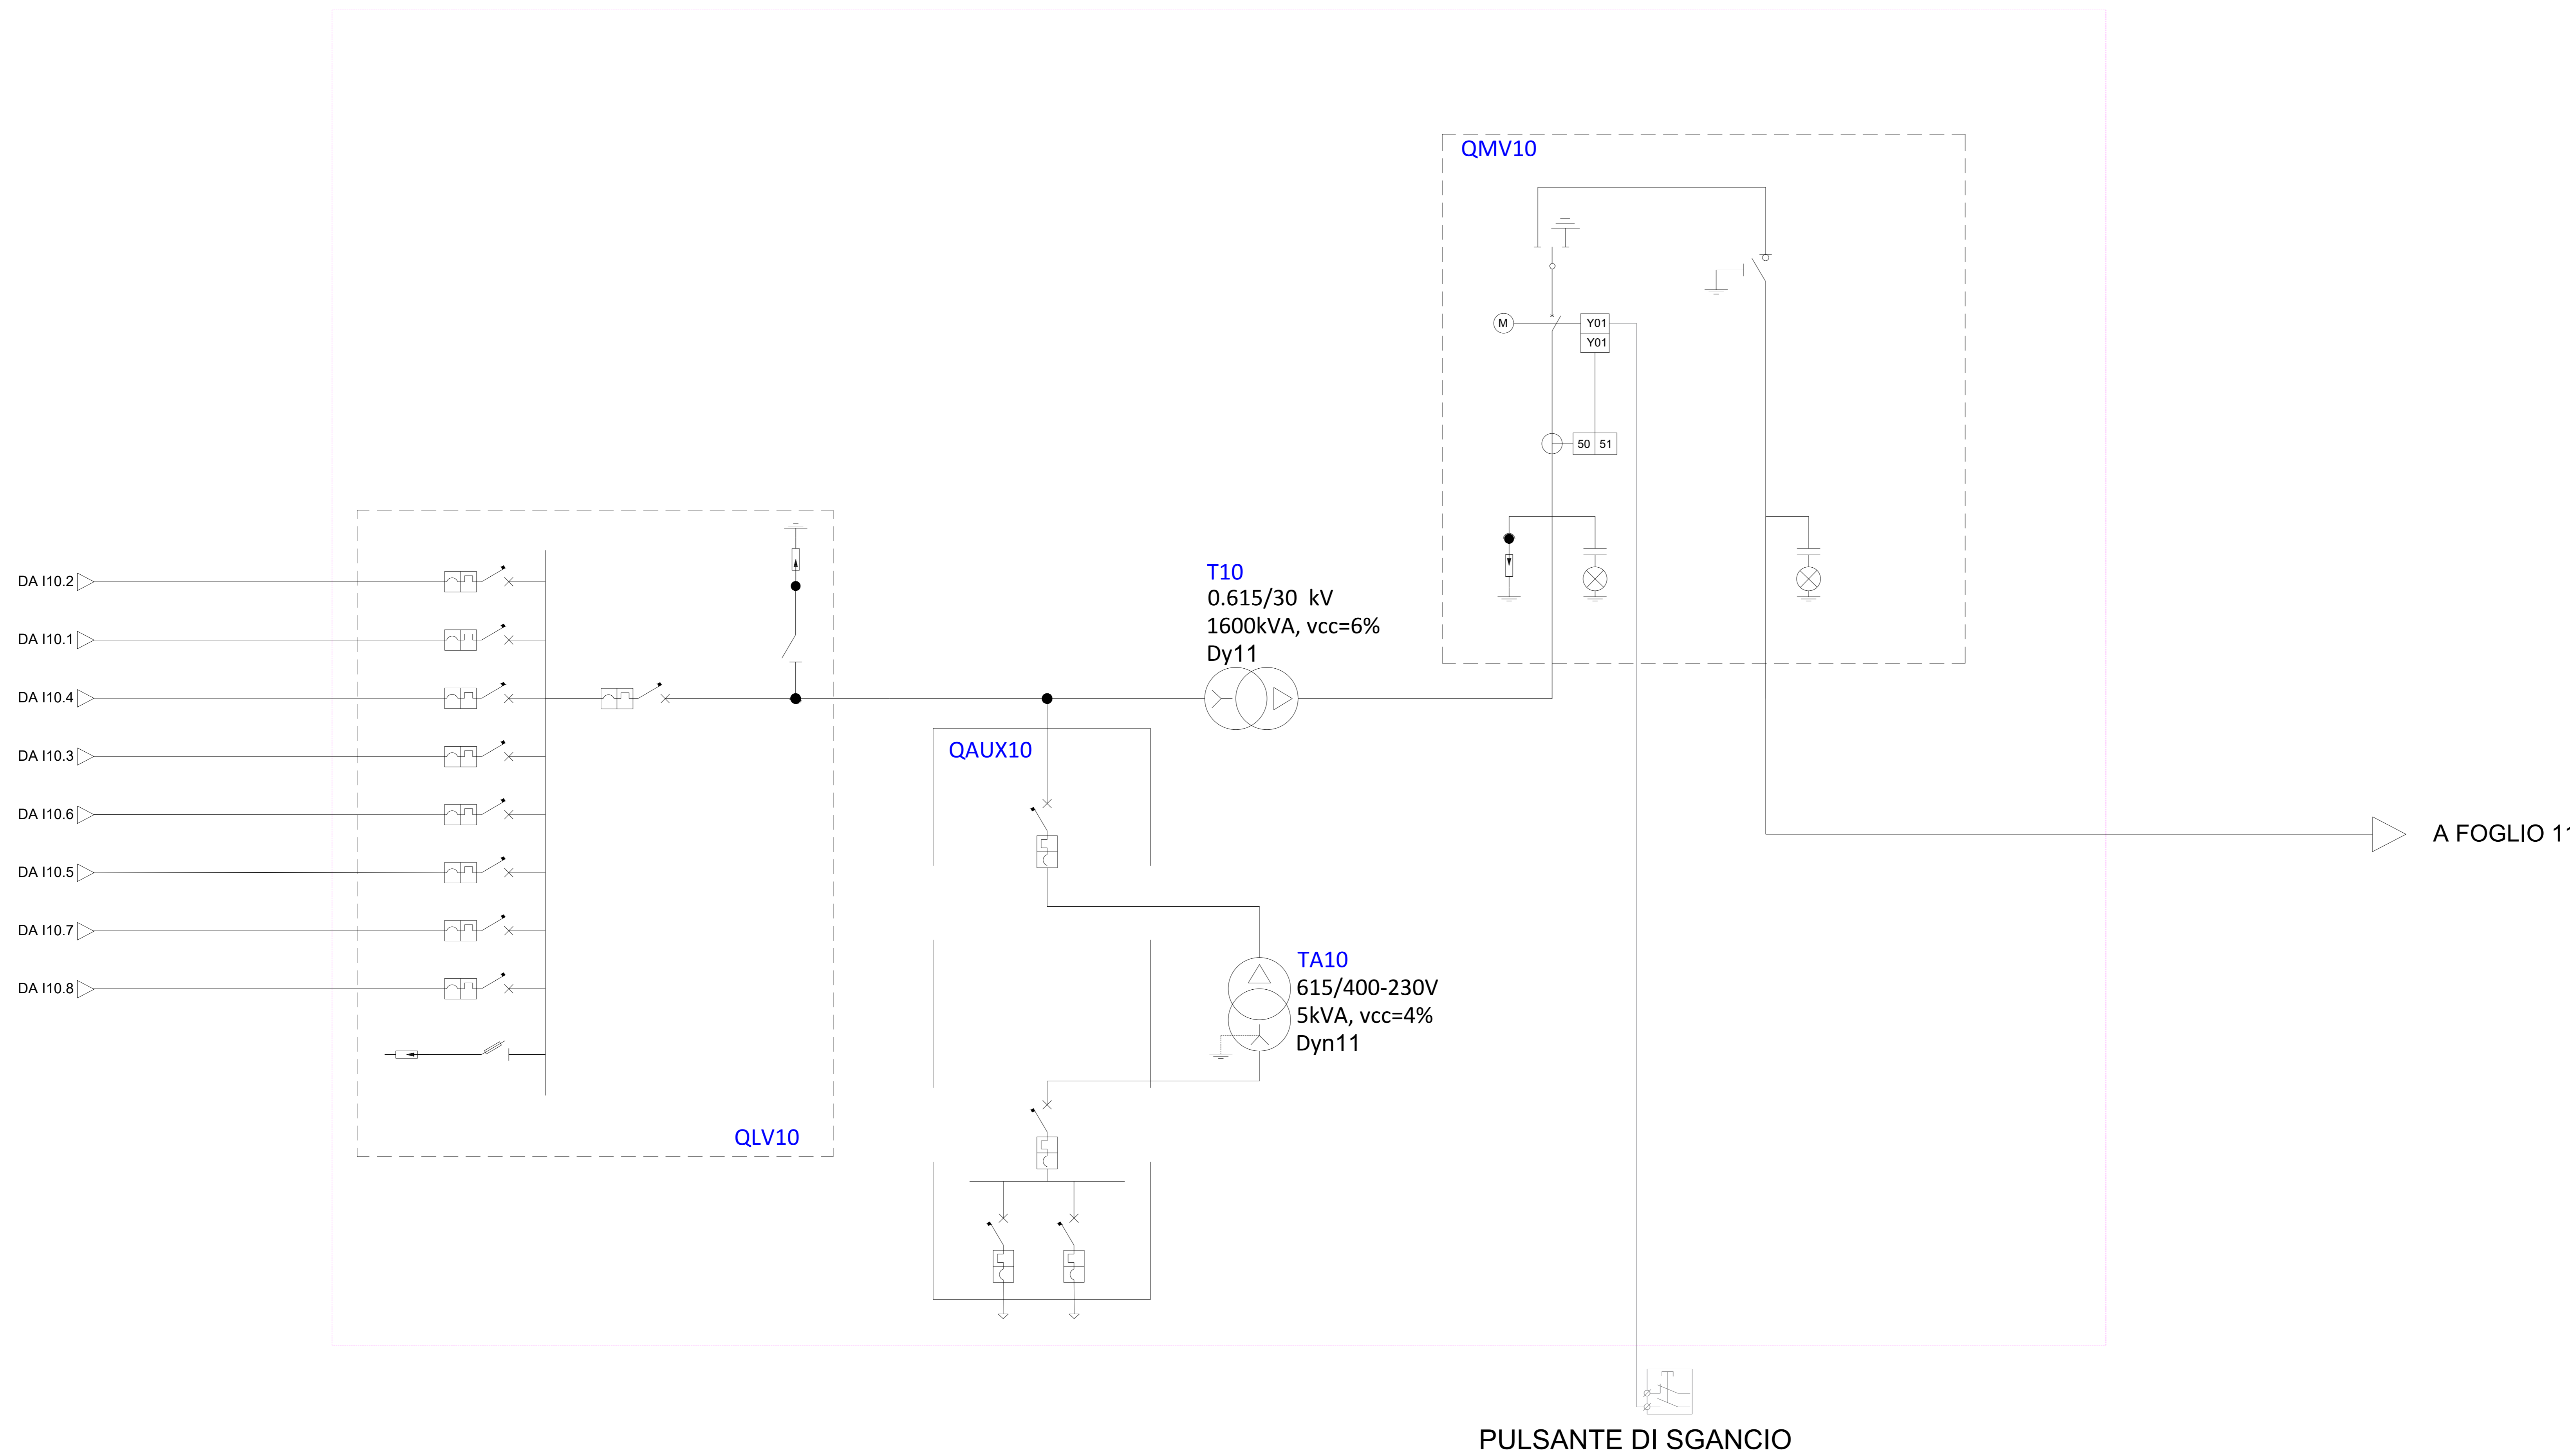 QMV10
M
Y01
Y01
50 51
DA I10.2
DA I10.1
DA I10.4
DA I10.3
DA I10.6
DA I10.5
DA I10.7
DA I10.8
QLV10
T10
0.615/30 kV
1600kVA, vcc=6%
Dy11
QAUX10
TA10
615/400-230V
5kVA, vcc=4%
Dyn11
A FOGLIO
PULSANTE DI SGANCIO